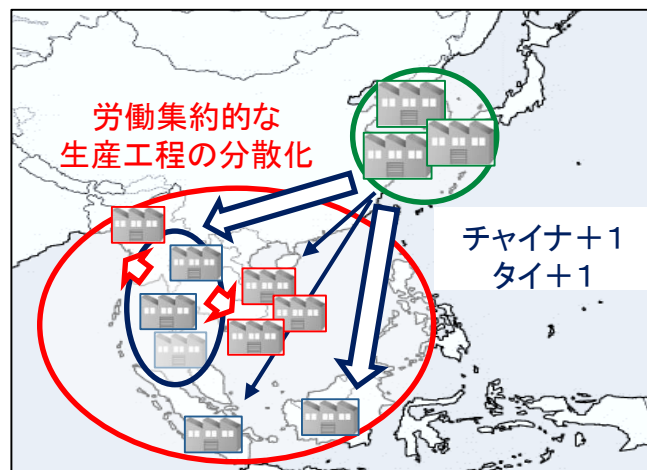 労働集約的な
生産工程の分散化
チャイナ＋１
タイ＋１